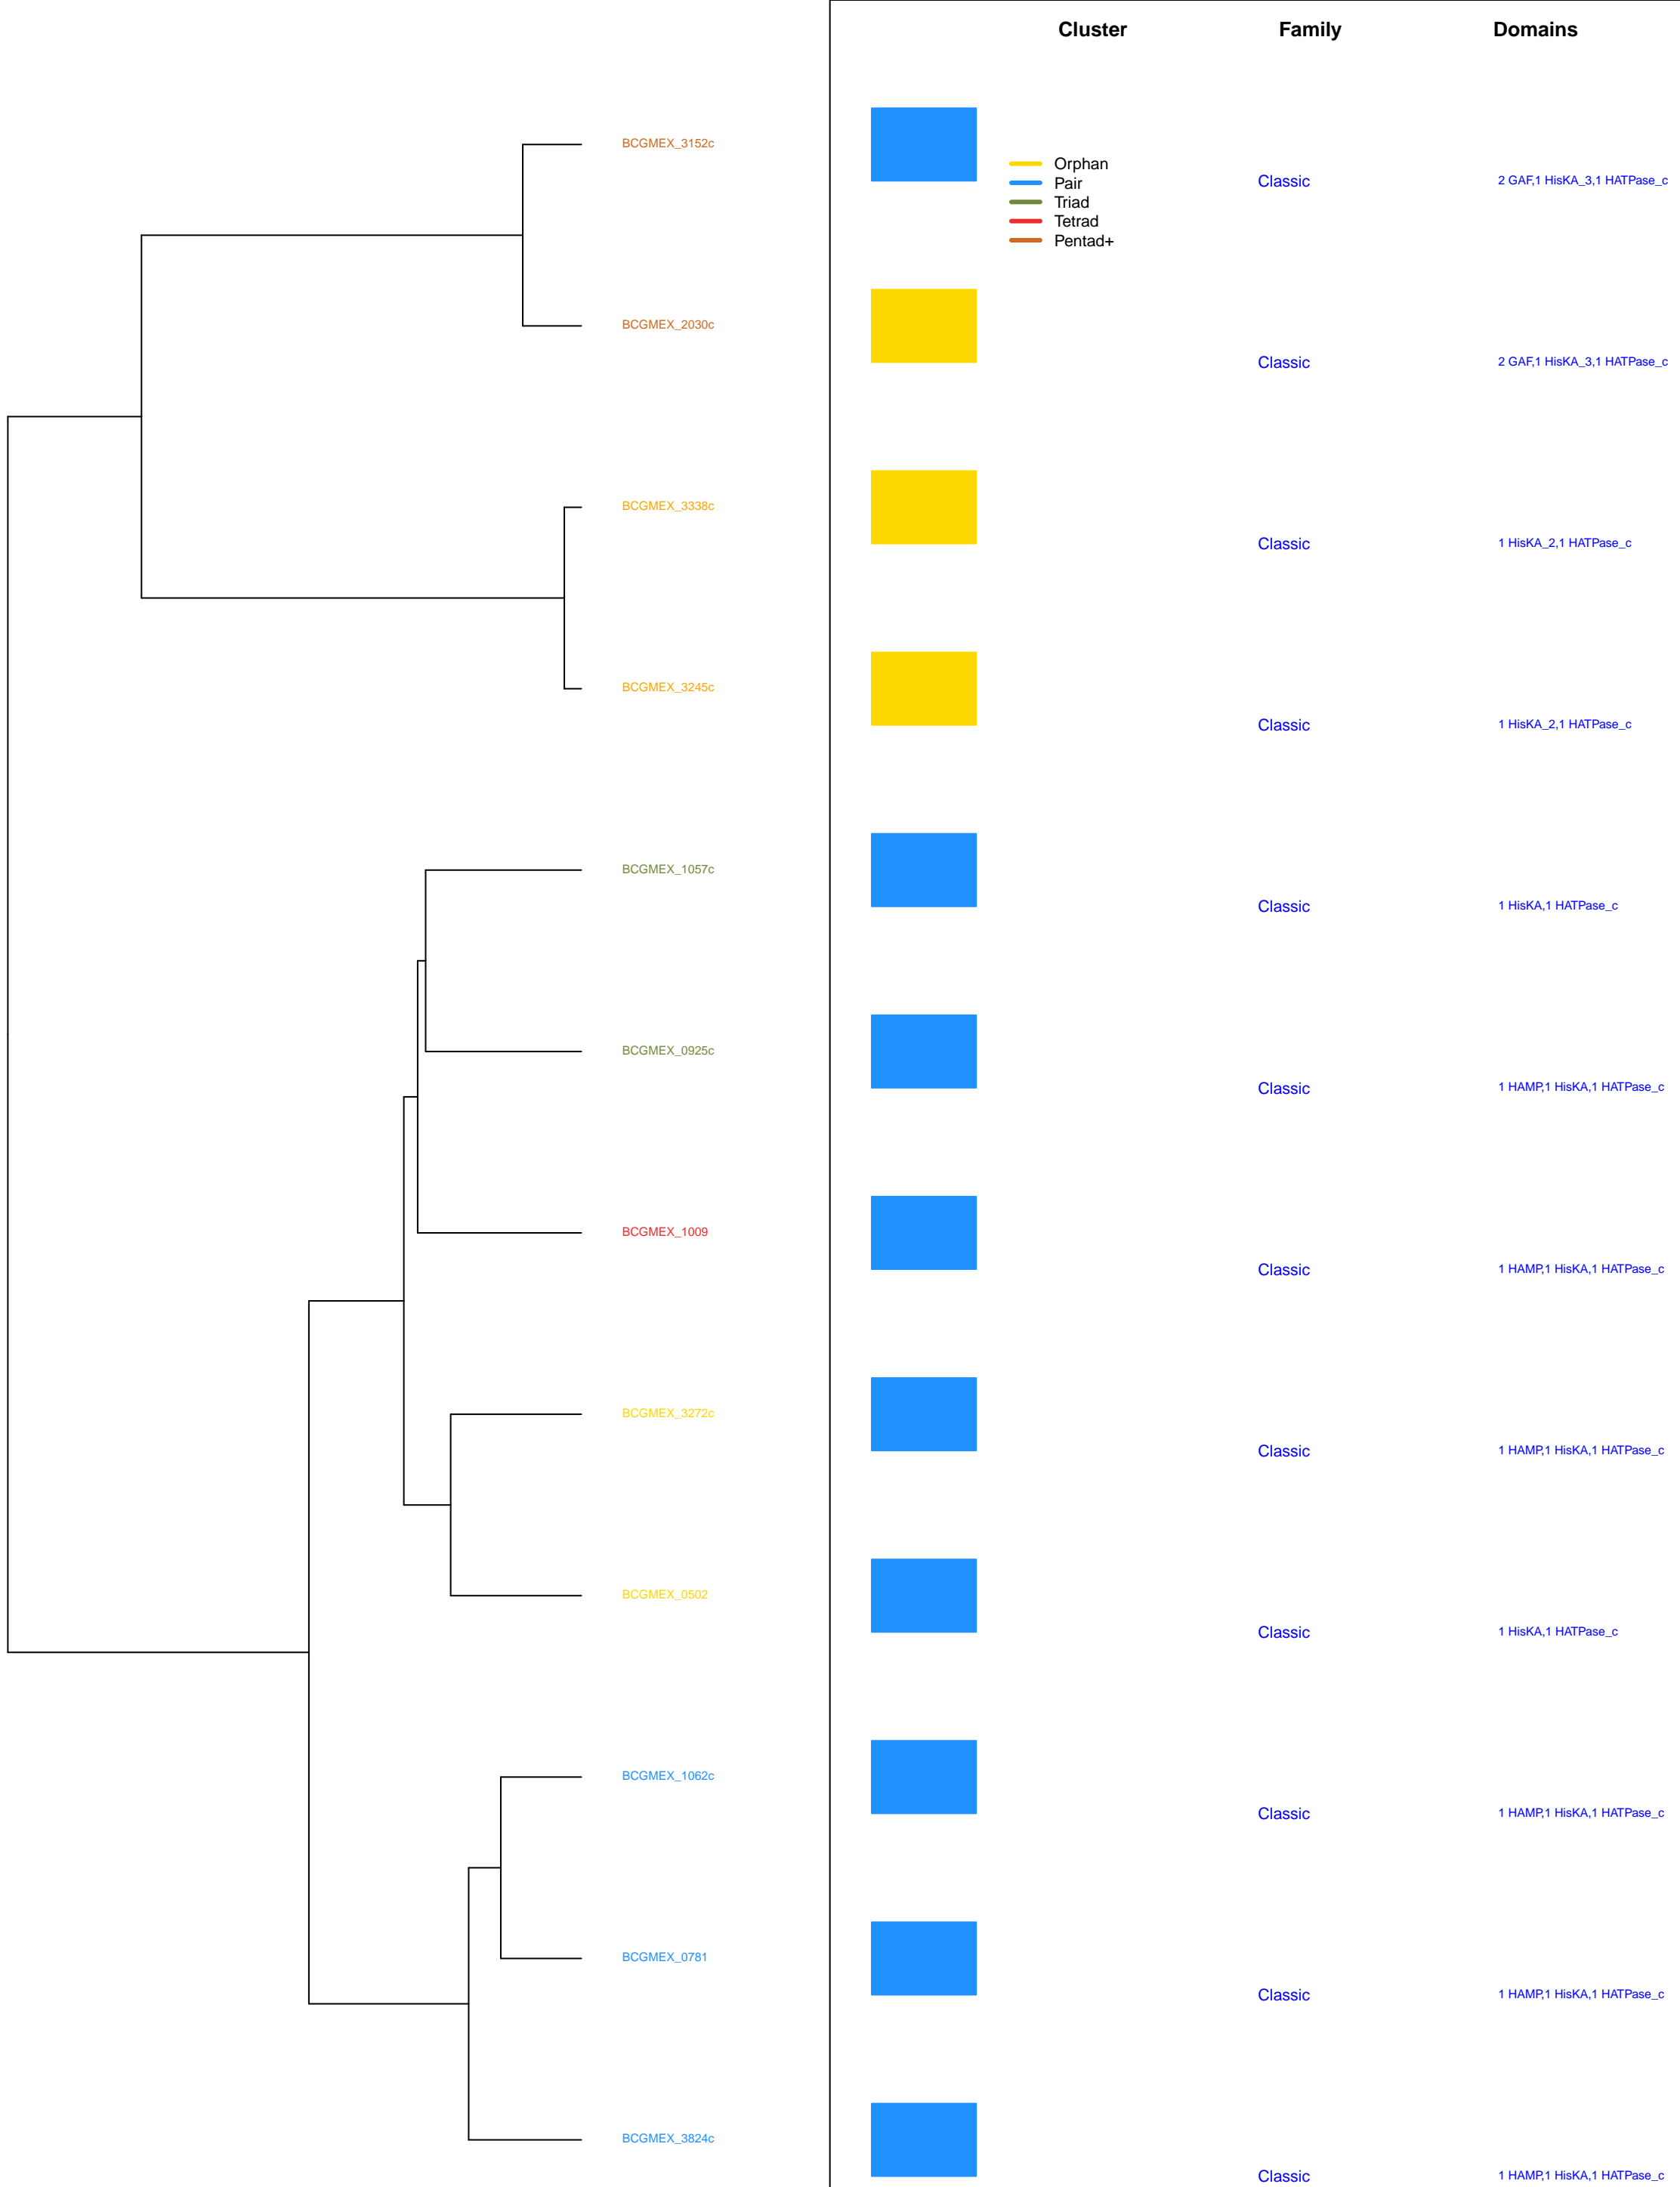 Cluster Family Domains
BCGMEX_3152c
Orphan
Pair
Classic 2 GAF,1 HisKA_3,1 HATPase_c
Triad
Tetrad
Pentad+
BCGMEX_2030c
Classic 2 GAF,1 HisKA_3,1 HATPase_c
BCGMEX_3338c
Classic 1 HisKA_2,1 HATPase_c
BCGMEX_3245c
Classic 1 HisKA_2,1 HATPase_c
BCGMEX_1057c
Classic 1 HisKA,1 HATPase_c
BCGMEX_0925c
Classic 1 HAMP,1 HisKA,1 HATPase_c
BCGMEX_1009
Classic 1 HAMP,1 HisKA,1 HATPase_c
BCGMEX_3272c
Classic 1 HAMP,1 HisKA,1 HATPase_c
BCGMEX_0502
Classic 1 HisKA,1 HATPase_c
BCGMEX_1062c
Classic 1 HAMP,1 HisKA,1 HATPase_c
BCGMEX_0781
Classic 1 HAMP,1 HisKA,1 HATPase_c
BCGMEX_3824c
Classic 1 HAMP,1 HisKA,1 HATPase_c